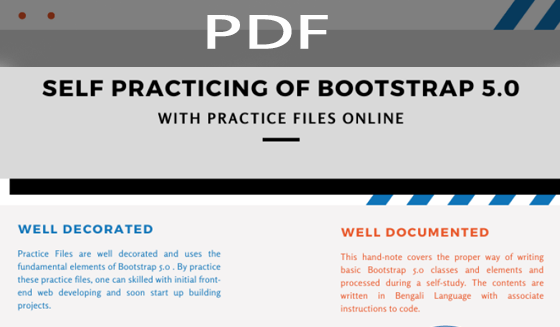 PDF
SELF PRACTICING OF BOOTSTRAP 5.0
WITH PRACTICE FILES ONLINE
WELL DECORATED
Practice Files are well decorated and uses the
fundamental elements of Bootstrap 5.0 . By practice
these practice files, one can skilled with initial front-
end web developing and soon start up building
projects.
WELL DOCUMENTED
This hand-note covers the proper way of writing
basic Bootstrap 5.0 classes and elements and
processed during a self-study. The contents are
written in Bengali Language with associate
instructions to code.